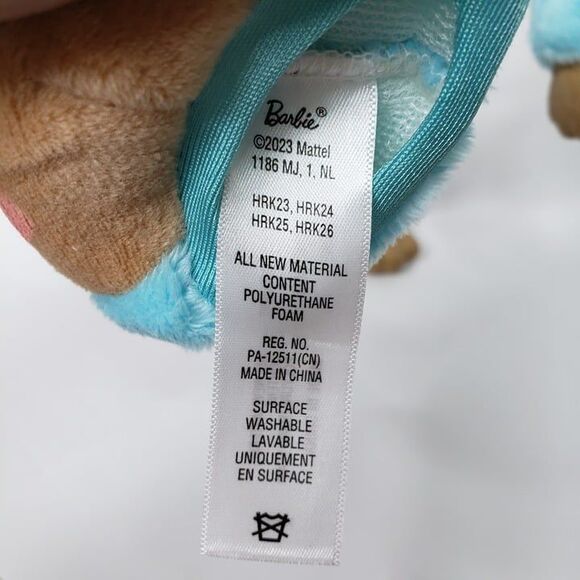 Barbie®
©2023 Mattel
1186 MJ, 1, NL
HRK23, HRK24
HRK25, HRK26
ALL NEW MATERIAL
CONTENT
POLYURETHANE
FOAM
REG. NO.
PA-12511(CN)
MADE IN CHINA
SURFACE
WASHABLE
LAVABLE
UNIQUEMENT
EN SURFACE